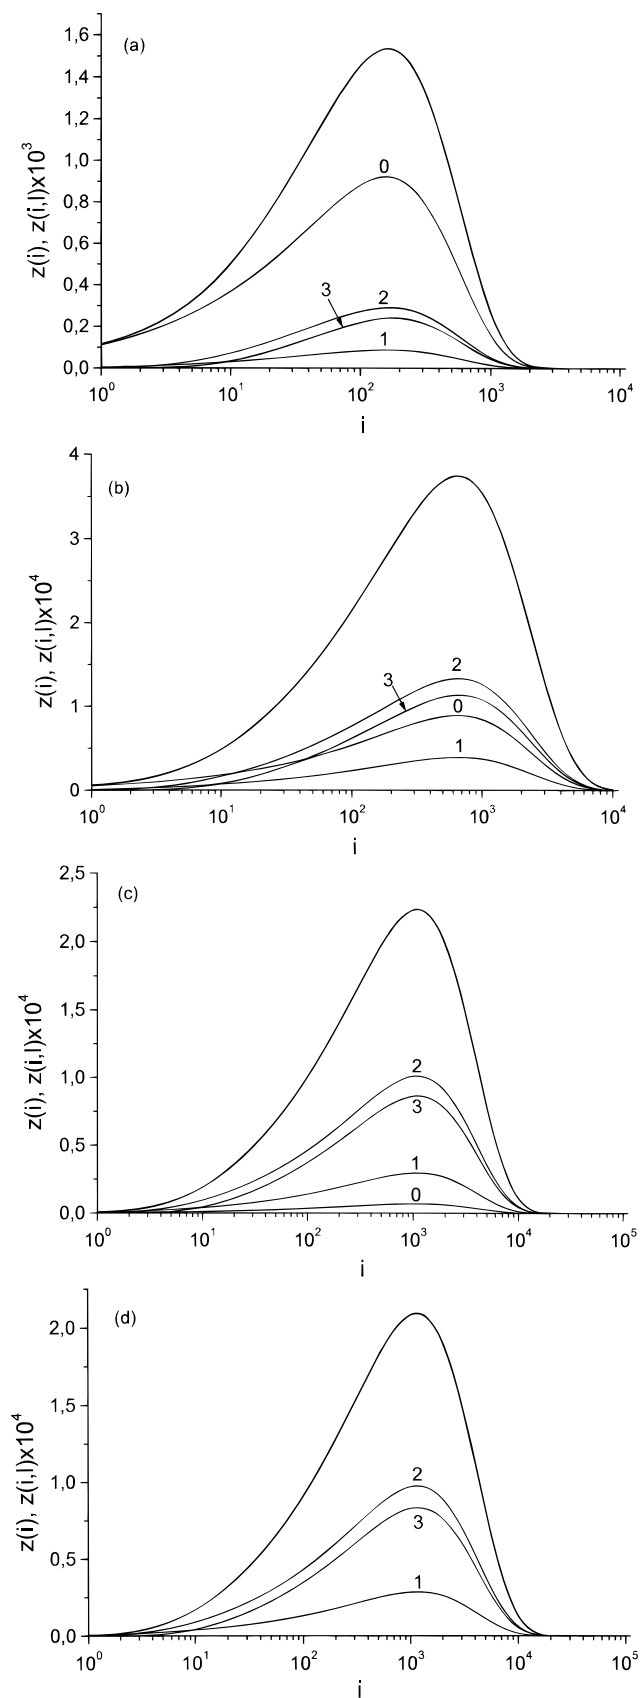 (a)
1,6
1,4
1,2
1,0
0,8
0,6
0,4
0,2
0,0
z(i), z(i,l)x10³
0
3
2
1
10⁰ 10¹ 10² 10³ 10⁴
i
(b)
4
3
2
1
0
z(i), z(i,l)x10⁴
2
3
0
1
10⁰ 10¹ 10² 10³ 10⁴
i
(c)
2,5
2,0
1,5
1,0
0,5
0,0
z(i), z(i,l)x10⁴
2
3
1
0
10⁰ 10¹ 10² 10³ 10⁴ 10⁵
i
(d)
2,0
1,5
1,0
0,5
0,0
z(i), z(i,l)x10⁴
2
3
1
10⁰ 10¹ 10² 10³ 10⁴ 10⁵
i